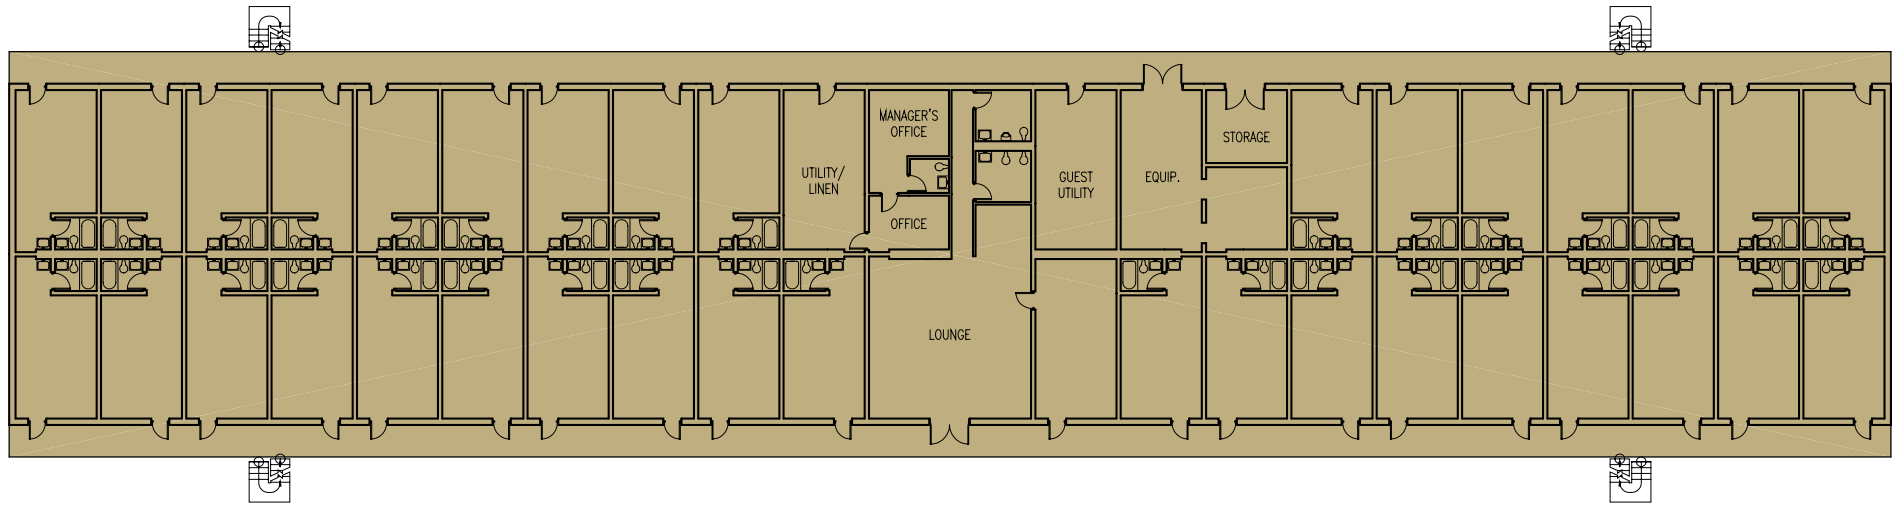 MANAGER'S
OFFICE
UTILITY/
LINEN
OFFICE
GUEST
UTILITY
EQUIP.
STORAGE
LOUNGE